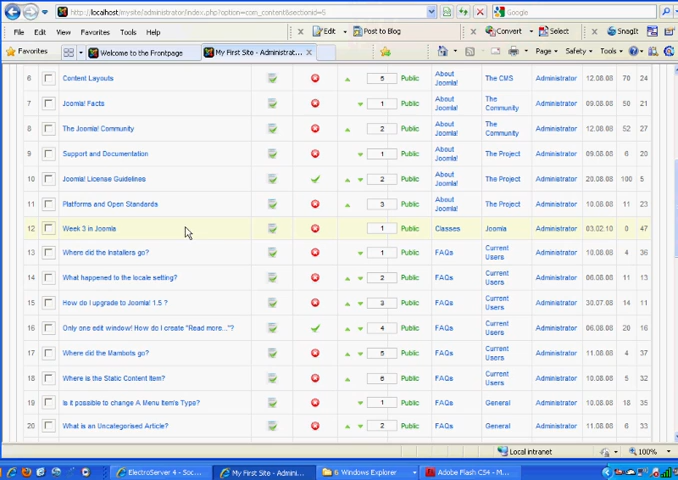 http://localhost/mysite/administrator/index.php?option=com_content&sectionid=5
Google
Edit
Post to Blog
Convert
Select
SnagIt
Edit
File Edit View Favorites Tools Help
Favorites
Welcome to the Frontpage
My First Site - Administrat...
Page Safety Tools
6 Content Layouts 5 Public About Joomla! The CMS Administrator 12.08.08 70 24
7 Joomla! Facts 1 Public About Joomla! The Community Administrator 09.08.08 50 21
8 The Joomla! Community 2 Public About Joomla! The Community Administrator 12.08.08 52 27
9 Support and Documentation 1 Public About Joomla! The Project Administrator 09.08.08 6 20
10 Joomla! License Guidelines 2 Public About Joomla! The Project Administrator 20.08.08 100 5
11 Platforms and Open Standards 3 Public About Joomla! The Project Administrator 10.08.08 11 23
12 Week 3 in Joomla 1 Public Classes Joomla Administrator 03.02.10 0 47
13 Where did the Installers go? 1 Public FAQs Current Users Administrator 10.08.08 4 36
14 What happened to the locale setting? 2 Public FAQs Current Users Administrator 06.08.08 11 13
15 How do I upgrade to Joomla! 1.5 ? 3 Public FAQs Current Users Administrator 30.07.08 14 11
16 Only one edit window! How do I create "Read more..."? 4 Public FAQs Current Users Administrator 06.08.08 20 16
17 Where did the Mambots go? 5 Public FAQs Current Users Administrator 11.08.08 4 37
18 Where is the Static Content Item? 6 Public FAQs Current Users Administrator 10.08.08 5 32
19 Is it possible to change A Menu Item's Type? 1 Public FAQs General Administrator 10.08.08 18 35
20 What is an Uncategorised Article? 2 Public FAQs General Administrator 11.08.08 6 33
Local intranet
100%
ElectroServer 4 - Soc...
My First Site - Admini...
6 Windows Explorer
Adobe Flash CS4 - M...